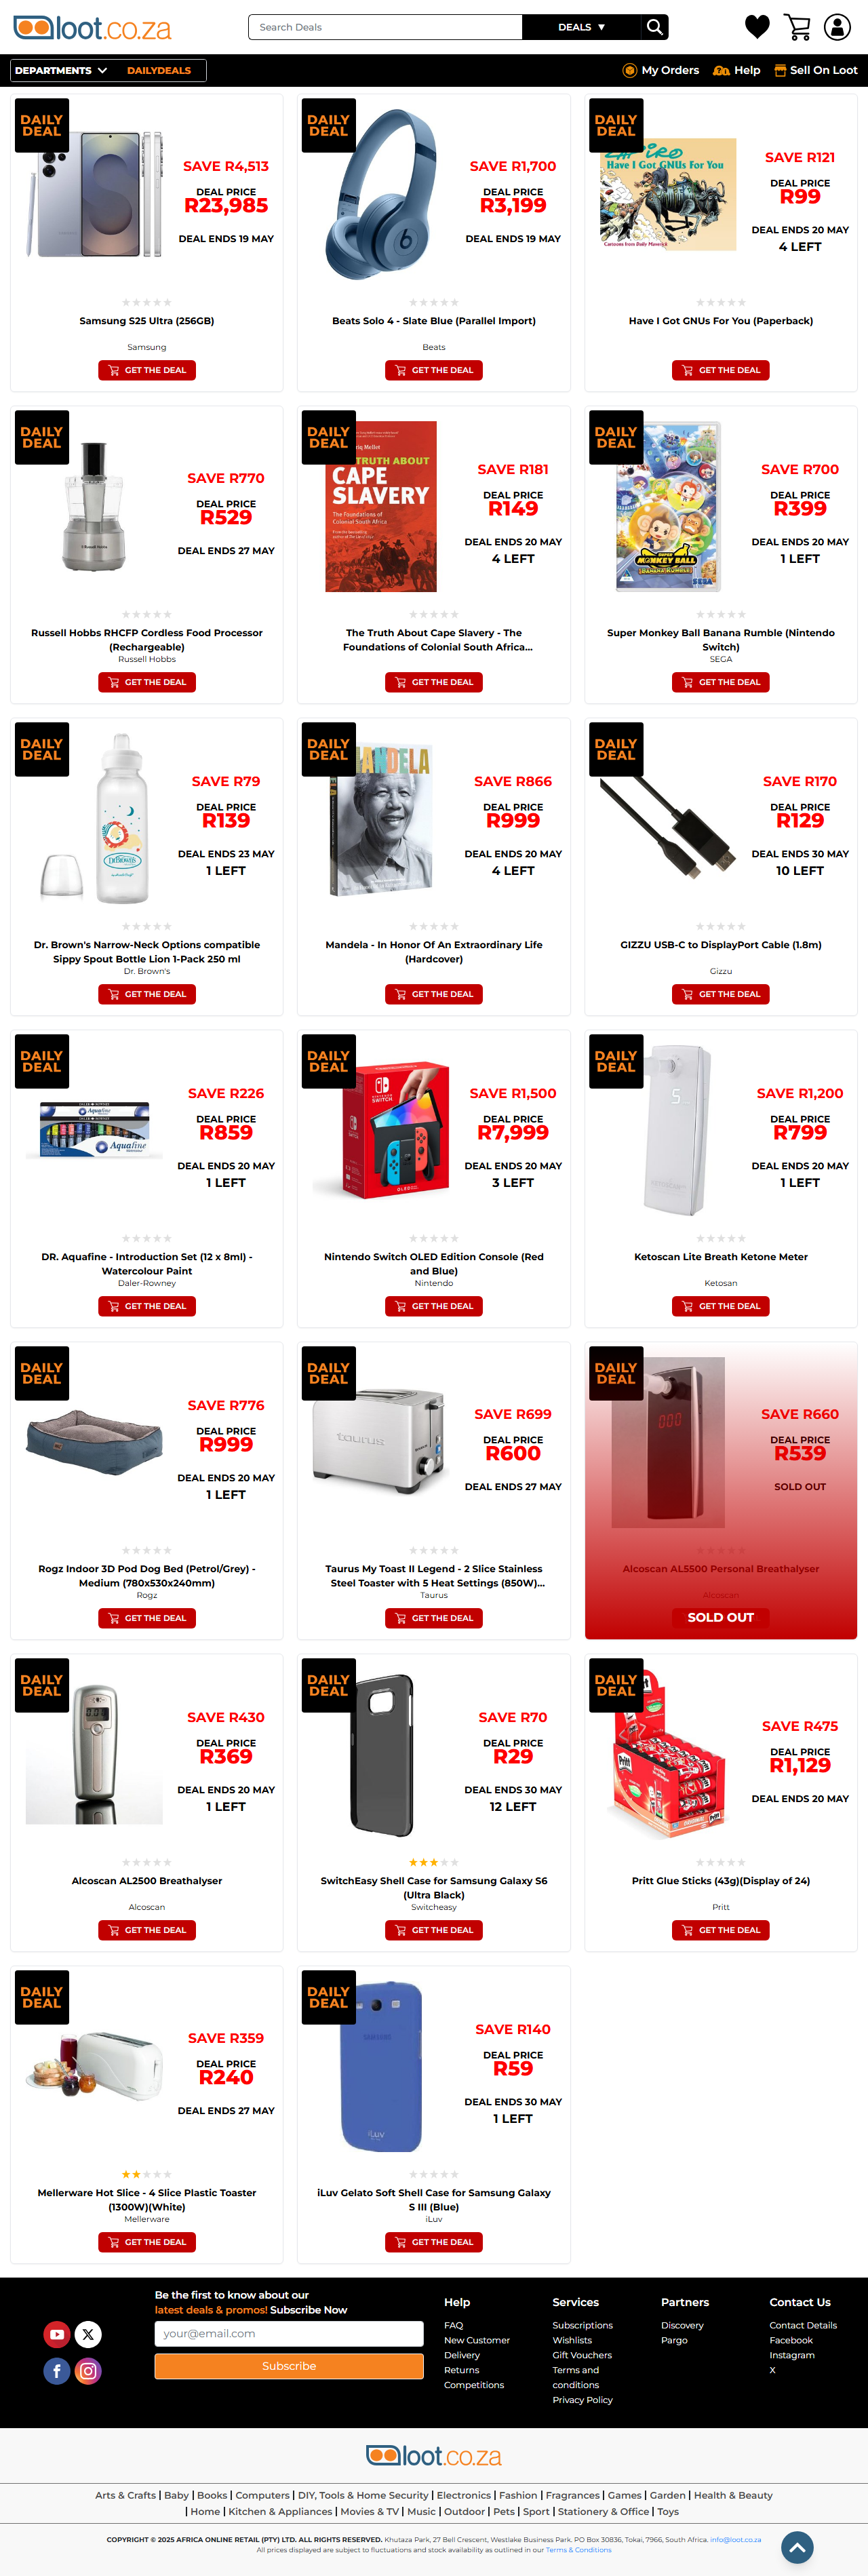 loot.co.za
Search Deals
DEALS ▼
DEPARTMENTS
DAILYDEALS
My Orders
Help
Sell On Loot
DAILY
DEAL
SAVE R4,513
DEAL PRICE
R23,985
DEAL ENDS 19 MAY
Samsung S25 Ultra (256GB)
Samsung
GET THE DEAL
DAILY
DEAL
SAVE R1,700
DEAL PRICE
R3,199
DEAL ENDS 19 MAY
Beats Solo 4 - Slate Blue (Parallel Import)
Beats
GET THE DEAL
DAILY
DEAL
Have I Got GNUs For You
Cartoons from Daily Maverick
SAVE R121
DEAL PRICE
R99
DEAL ENDS 20 MAY
4 LEFT
Have I Got GNUs For You (Paperback)
GET THE DEAL
DAILY
DEAL
Russell Hobbs
SAVE R770
DEAL PRICE
R529
DEAL ENDS 27 MAY
Russell Hobbs RHCFP Cordless Food Processor
(Rechargeable)
Russell Hobbs
GET THE DEAL
DAILY
DEAL
Mellet
TRUTH ABOUT
CAPE
SLAVERY
The Foundations of
Colonial South Africa
SAVE R181
DEAL PRICE
R149
DEAL ENDS 20 MAY
4 LEFT
The Truth About Cape Slavery - The
Foundations of Colonial South Africa...
GET THE DEAL
DAILY
DEAL
SUPER
MONKEY BALL
BANANA RUMBLE
SEGA
SAVE R700
DEAL PRICE
R399
DEAL ENDS 20 MAY
1 LEFT
Super Monkey Ball Banana Rumble (Nintendo
Switch)
SEGA
GET THE DEAL
DAILY
DEAL
DrBrown's
SAVE R79
DEAL PRICE
R139
DEAL ENDS 23 MAY
1 LEFT
Dr. Brown's Narrow-Neck Options compatible
Sippy Spout Bottle Lion 1-Pack 250 ml
Dr. Brown's
GET THE DEAL
DAILY
DEAL
ANDELA
SAVE R866
DEAL PRICE
R999
DEAL ENDS 20 MAY
4 LEFT
Mandela - In Honor Of An Extraordinary Life
(Hardcover)
GET THE DEAL
DAILY
DEAL
SAVE R170
DEAL PRICE
R129
DEAL ENDS 30 MAY
10 LEFT
GIZZU USB-C to DisplayPort Cable (1.8m)
Gizzu
GET THE DEAL
DAILY
DEAL
Aquafine
Aquafine
SAVE R226
DEAL PRICE
R859
DEAL ENDS 20 MAY
1 LEFT
DR. Aquafine - Introduction Set (12 x 8ml) -
Watercolour Paint
Daler-Rowney
GET THE DEAL
DAILY
DEAL
SWITCH
OLED
SAVE R1,500
DEAL PRICE
R7,999
DEAL ENDS 20 MAY
3 LEFT
Nintendo Switch OLED Edition Console (Red
and Blue)
Nintendo
GET THE DEAL
DAILY
DEAL
5
SAVE R1,200
DEAL PRICE
R799
DEAL ENDS 20 MAY
1 LEFT
Ketoscan Lite Breath Ketone Meter
Ketosan
GET THE DEAL
DAILY
DEAL
SAVE R776
DEAL PRICE
R999
DEAL ENDS 20 MAY
1 LEFT
Rogz Indoor 3D Pod Dog Bed (Petrol/Grey) -
Medium (780x530x240mm)
Rogz
GET THE DEAL
DAILY
DEAL
taurus
SAVE R699
DEAL PRICE
R600
DEAL ENDS 27 MAY
Taurus My Toast II Legend - 2 Slice Stainless
Steel Toaster with 5 Heat Settings (850W)...
Taurus
GET THE DEAL
DAILY
DEAL
000
SAVE R660
DEAL PRICE
R539
SOLD OUT
Alcoscan AL5500 Personal Breathalyser
Alcoscan
SOLD OUT
DAILY
DEAL
SAVE R430
DEAL PRICE
R369
DEAL ENDS 20 MAY
1 LEFT
Alcoscan AL2500 Breathalyser
Alcoscan
GET THE DEAL
DAILY
DEAL
SAVE R70
DEAL PRICE
R29
DEAL ENDS 30 MAY
12 LEFT
SwitchEasy Shell Case for Samsung Galaxy S6
(Ultra Black)
Switcheasy
GET THE DEAL
DAILY
DEAL
Pritt
Pritt
SAVE R475
DEAL PRICE
R1,129
DEAL ENDS 20 MAY
Pritt Glue Sticks (43g)(Display of 24)
Pritt
GET THE DEAL
DAILY
DEAL
SAVE R359
DEAL PRICE
R240
DEAL ENDS 27 MAY
Mellerware Hot Slice - 4 Slice Plastic Toaster
(1300W)(White)
Mellerware
GET THE DEAL
DAILY
DEAL
SAMSUNG
iLuv
SAVE R140
DEAL PRICE
R59
DEAL ENDS 30 MAY
1 LEFT
iLuv Gelato Soft Shell Case for Samsung Galaxy
S III (Blue)
iLuv
GET THE DEAL
Be the first to know about our
latest deals & promos! Subscribe Now
your@email.com
Subscribe
Help
FAQ
New Customer
Delivery
Returns
Competitions
Services
Subscriptions
Wishlists
Gift Vouchers
Terms and
conditions
Privacy Policy
Partners
Discovery
Pargo
Contact Us
Contact Details
Facebook
Instagram
X
loot.co.za
Arts & Crafts | Baby | Books | Computers | DIY, Tools & Home Security | Electronics | Fashion | Fragrances | Games | Garden | Health & Beauty
| Home | Kitchen & Appliances | Movies & TV | Music | Outdoor | Pets | Sport | Stationery & Office | Toys
COPYRIGHT © 2025 AFRICA ONLINE RETAIL (PTY) LTD. ALL RIGHTS RESERVED. Khutaza Park, 27 Bell Crescent, Westlake Business Park. PO Box 30836, Tokai, 7966, South Africa. info@loot.co.za
All prices displayed are subject to fluctuations and stock availability as outlined in our Terms & Conditions